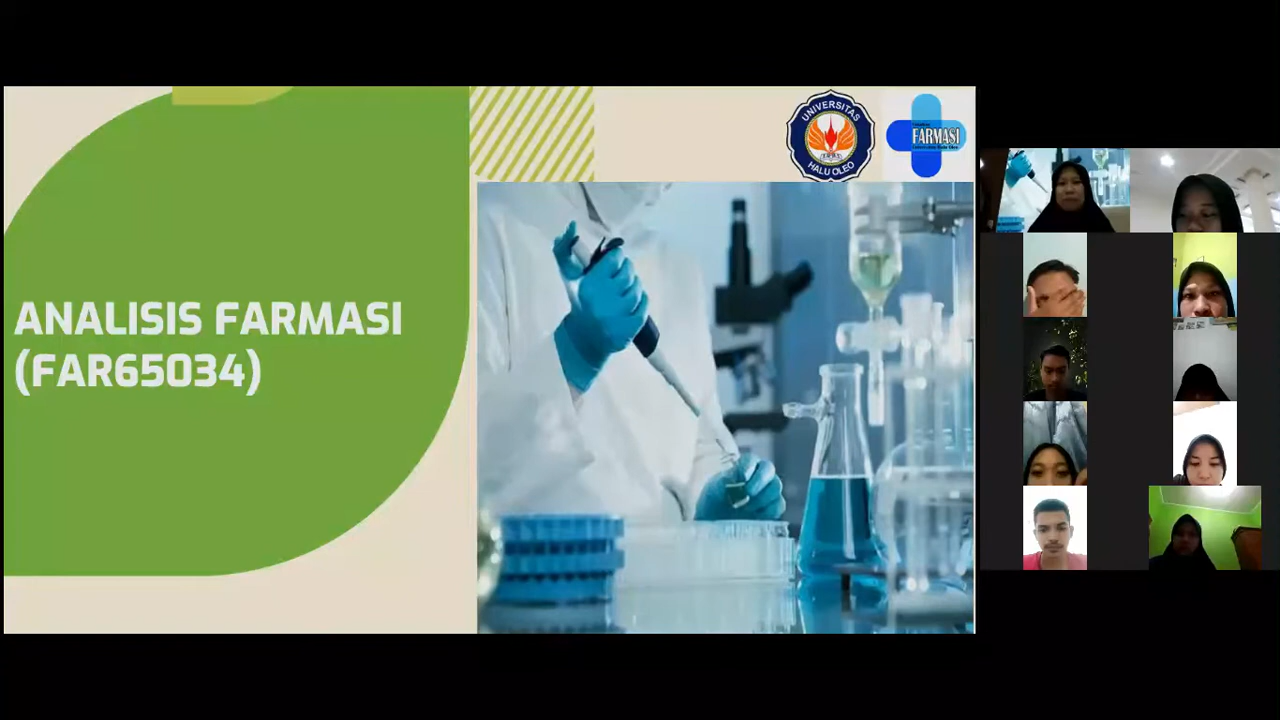 ANALISIS FARMASI
(FAR65034)
UNIVERSITAS
HALU OLEO
FARMASI